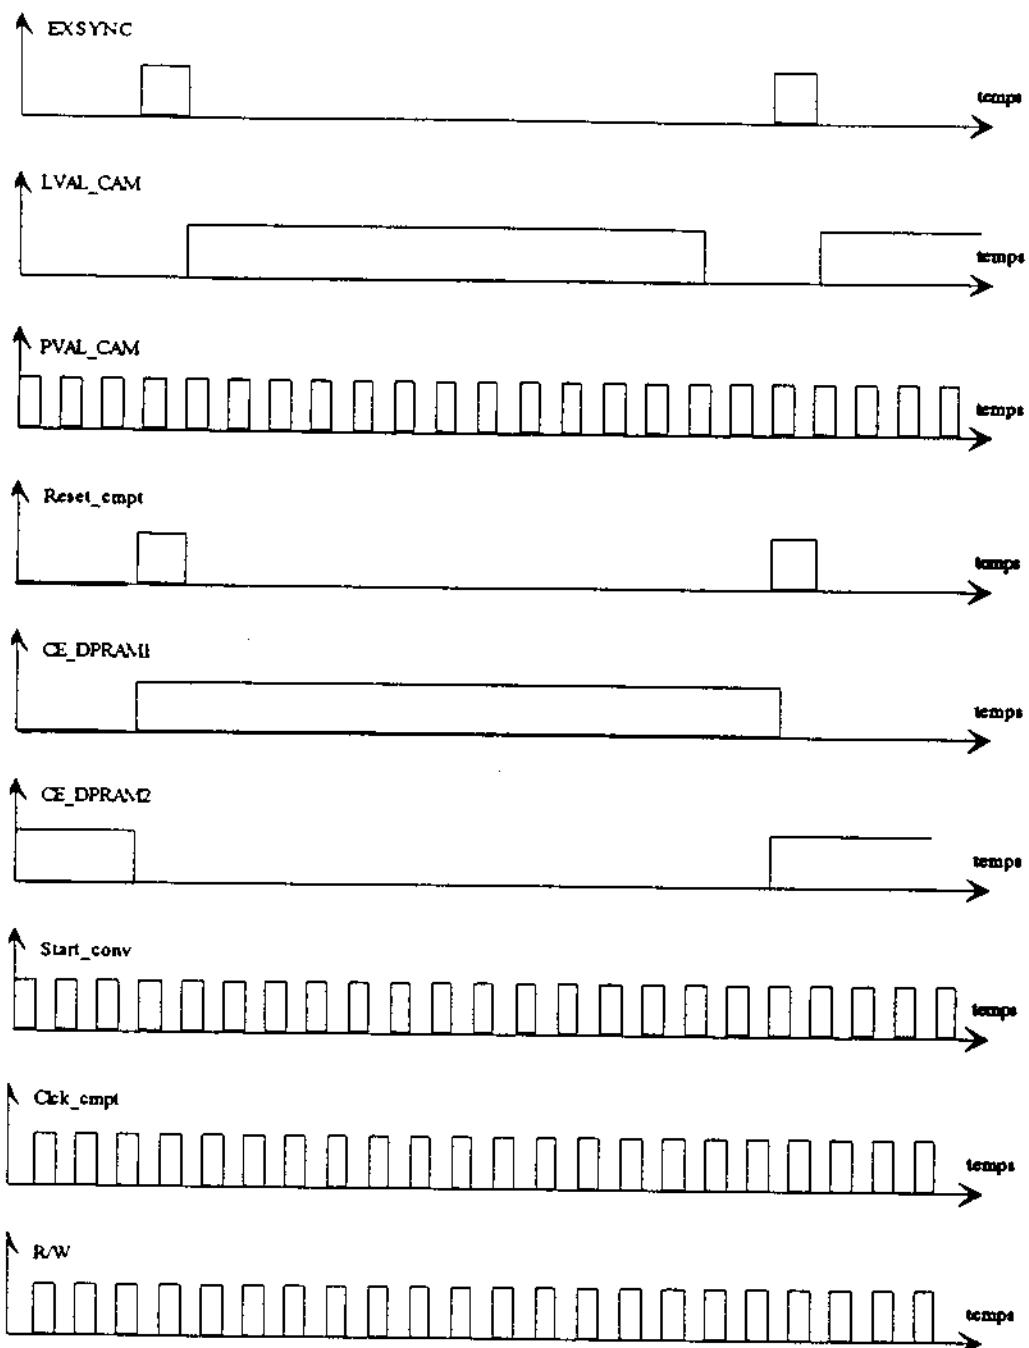 EXSYNC
temps
LVAL_CAM
temps
PVAL_CAM
temps
Reset_cmpt
temps
CE_DPRAM1
temps
CE_DPRAM2
temps
Start_conv
temps
Clck_cmpt
temps
R/W
temps